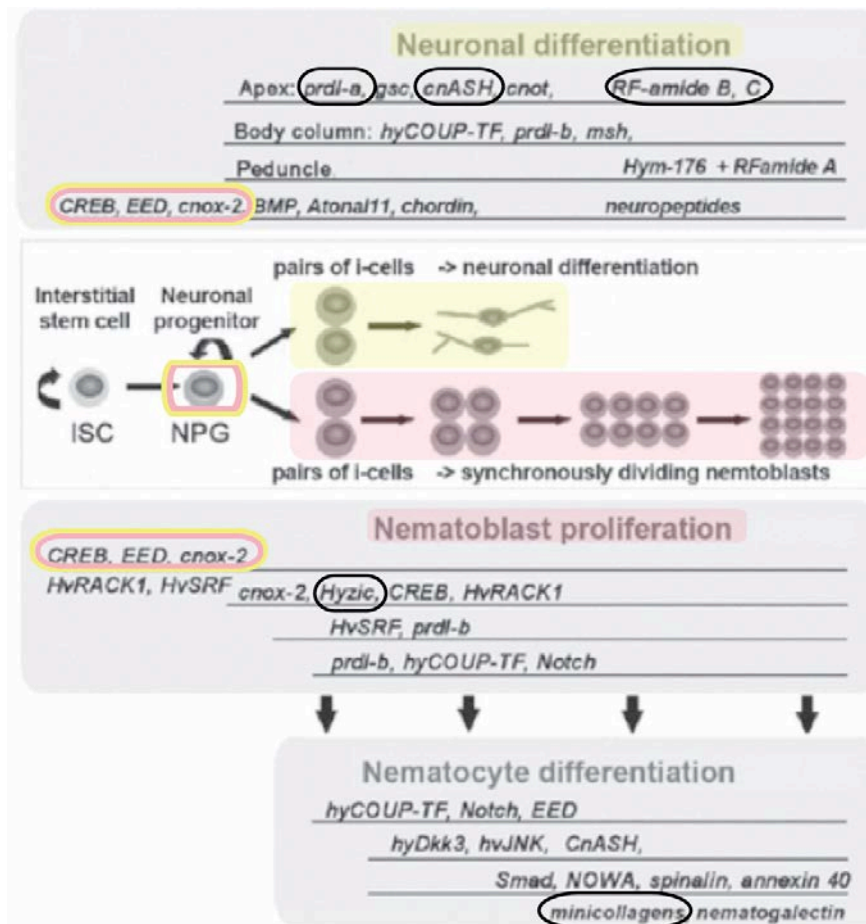 Neuronal differentiation
Apex: prdl-a, gsc, cnASH, cnot, RF-amide B, C
Body column: hyCOUP-TF, prdl-b, msh,
Peduncle. Hym-176 + RFamide A
CREB, EED, cnox-2, BMP, Atonal11, chordin, neuropeptides
pairs of i-cells -> neuronal differentiation
Interstitial stem cell
Neuronal progenitor
ISC
NPG
pairs of i-cells -> synchronously dividing nemtoblasts
Nematoblast proliferation
CREB, EED, cnox-2
HvRACK1, HvSRF cnox-2, Hyzic, CREB, HvRACK1
HvSRF, prdl-b
prdl-b, hyCOUP-TF, Notch
Nematocyte differentiation
hyCOUP-TF, Notch, EED
hyDkk3, hvJNK, CnASH,
Smad, NOWA, spinalin, annexin 40
minicollagens nematogalectin